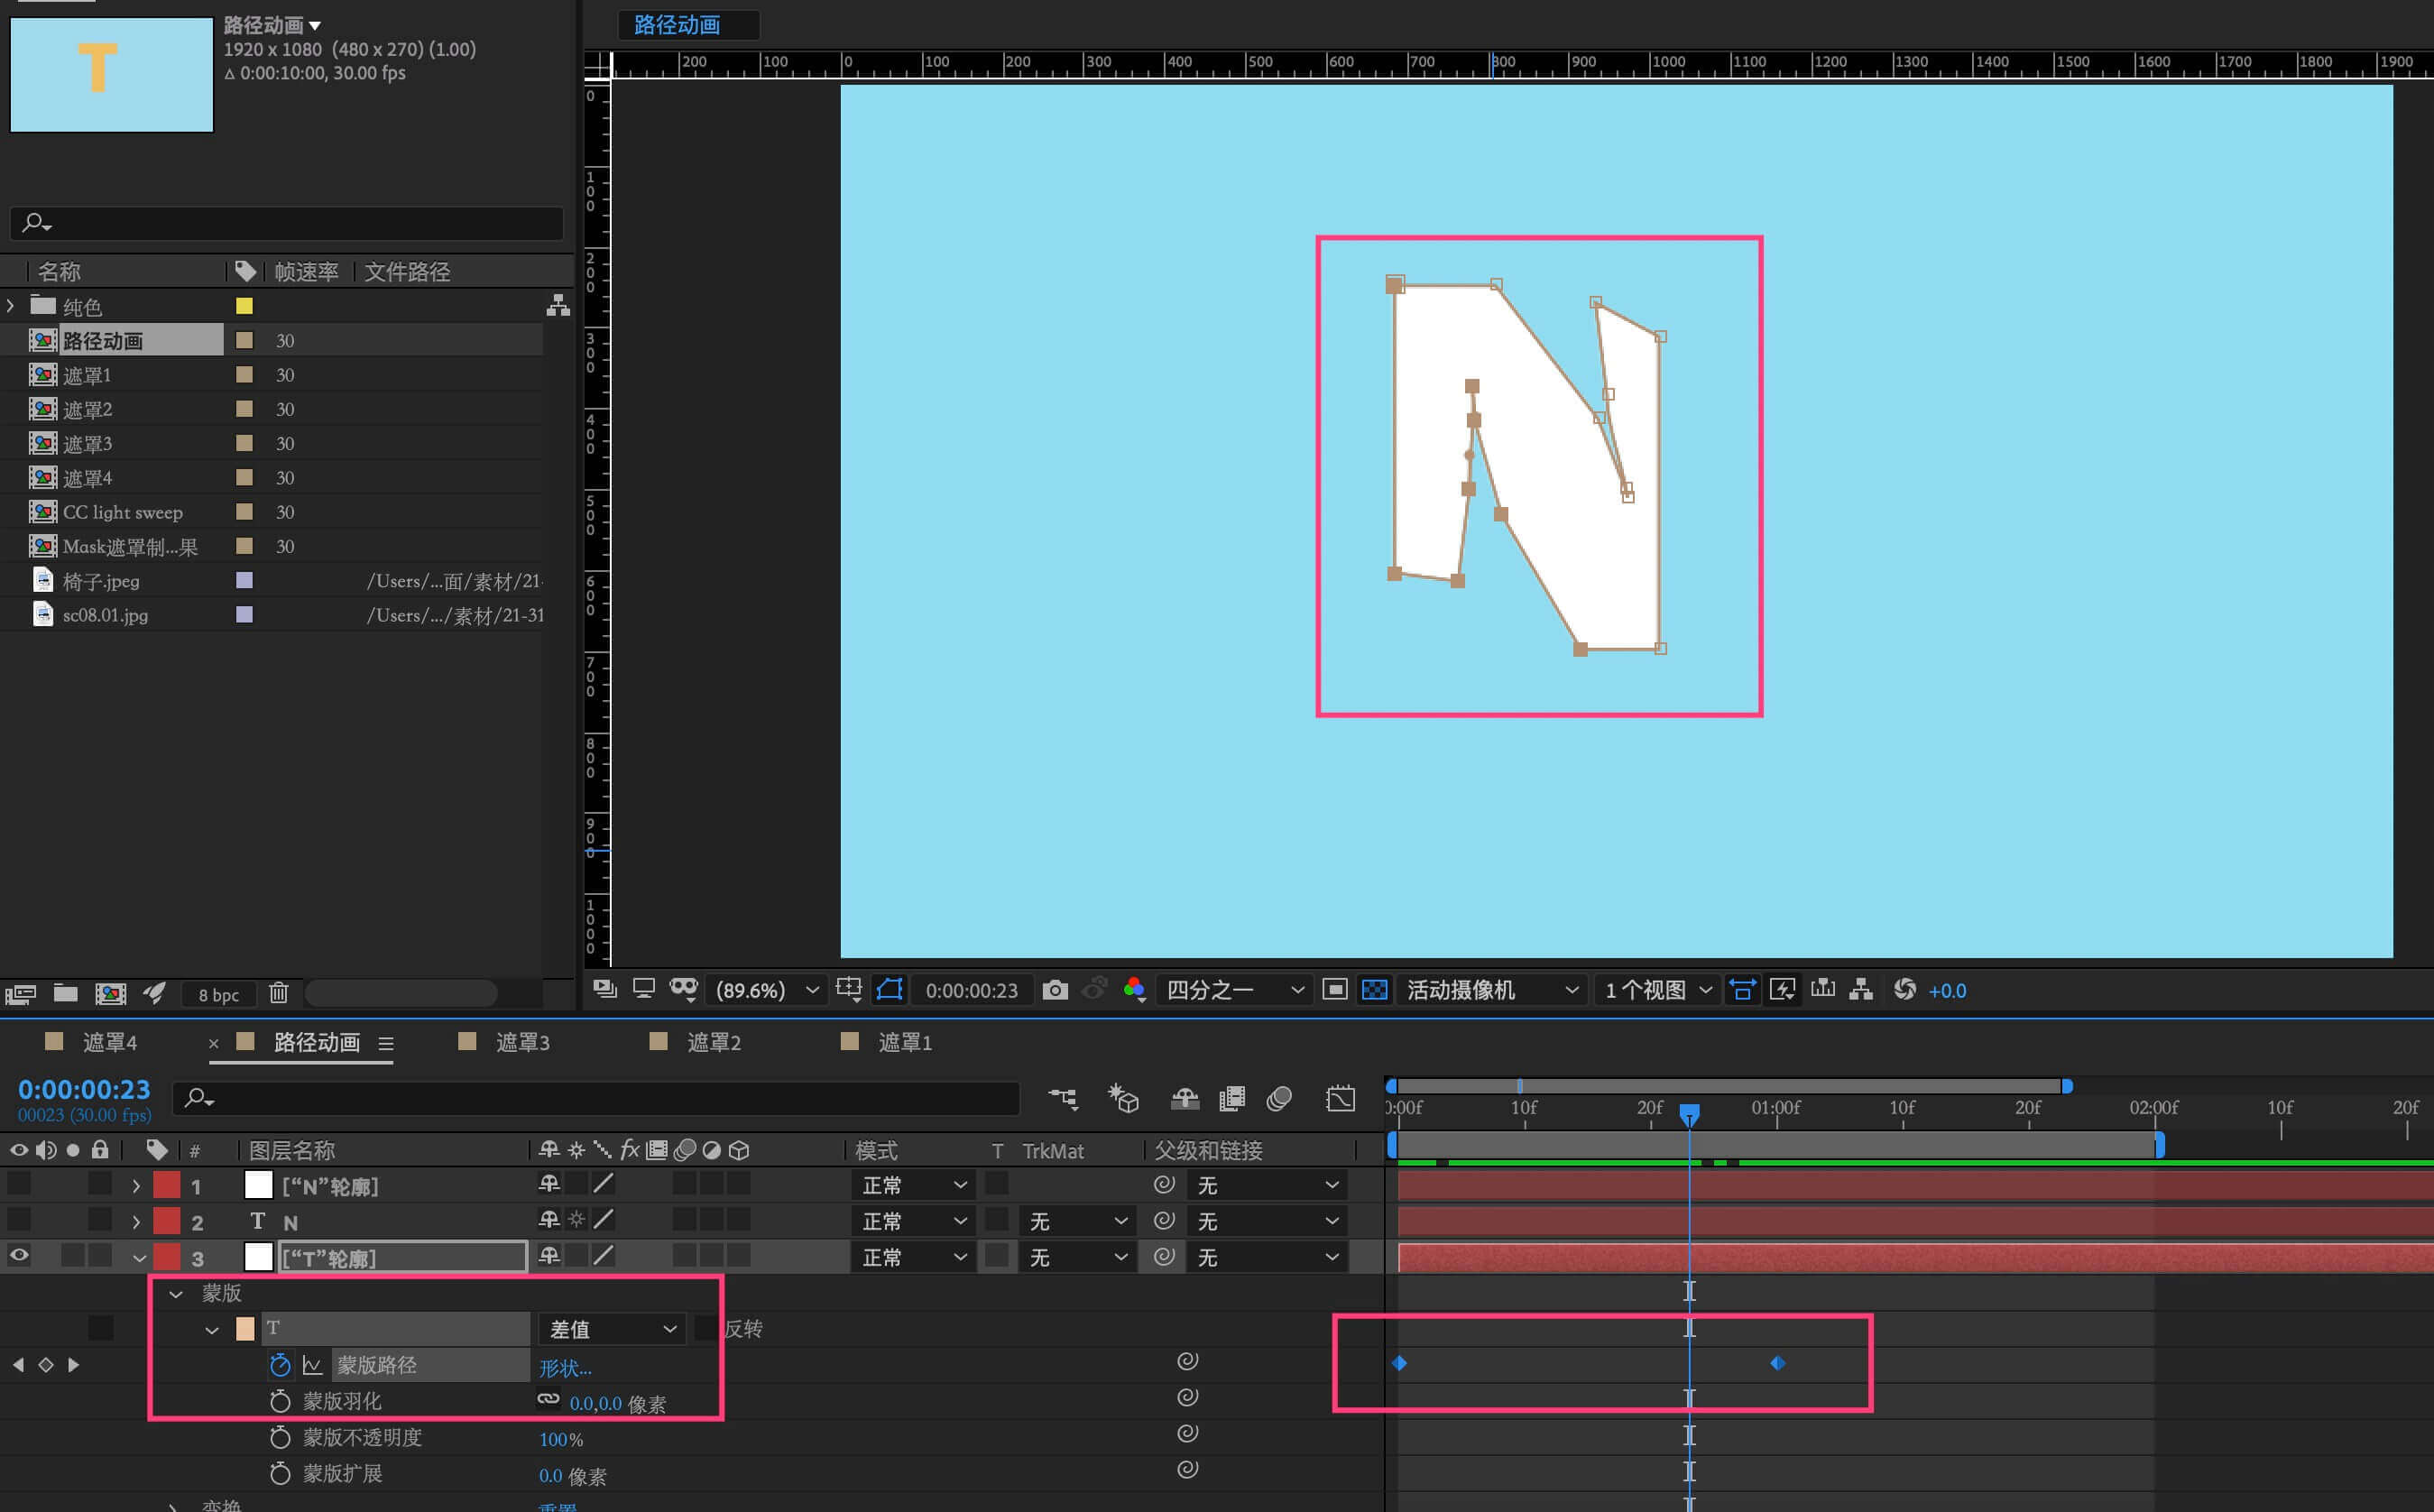 T
路径动画
1920 x 1080 (480 x 270) (1.00)
Δ 0:00:10:00, 30.00 fps
名称 帧速率 文件路径
纯色
路径动画 30
遮罩1 30
遮罩2 30
遮罩3 30
遮罩4 30
CC light sweep 30
Mask遮罩制...果 30
椅子.jpeg /Users/...面/素材/21-
sc08.01.jpg /Users/.../素材/21-31
8 bpc
路径动画
200 100 0 100 200 300 400 500 600 700 800 900 1000 1100 1200 1300 1400 1500 1600 1700 1800 1900
0
100
200
300
400
500
600
700
800
900
1000
N
(89.6%) 0:00:00:23 四分之一 活动摄像机 1 个视图 +0.0
遮罩4 × 路径动画 遮罩3 遮罩2 遮罩1
0:00:00:23
00023 (30.00 fps)
0:00f 10f 20f 01:00f 10f 20f 02:00f 10f 20f
# 图层名称 fx 模式 T TrkMat 父级和链接
1 [“N”轮廓] 正常 无
2 T N 正常 无 无
3 [“T”轮廓] 正常 无 无
蒙版
T 差值 反转
蒙版路径 形状...
蒙版羽化 0.0,0.0 像素
蒙版不透明度 100%
蒙版扩展 0.0 像素
变换 重置